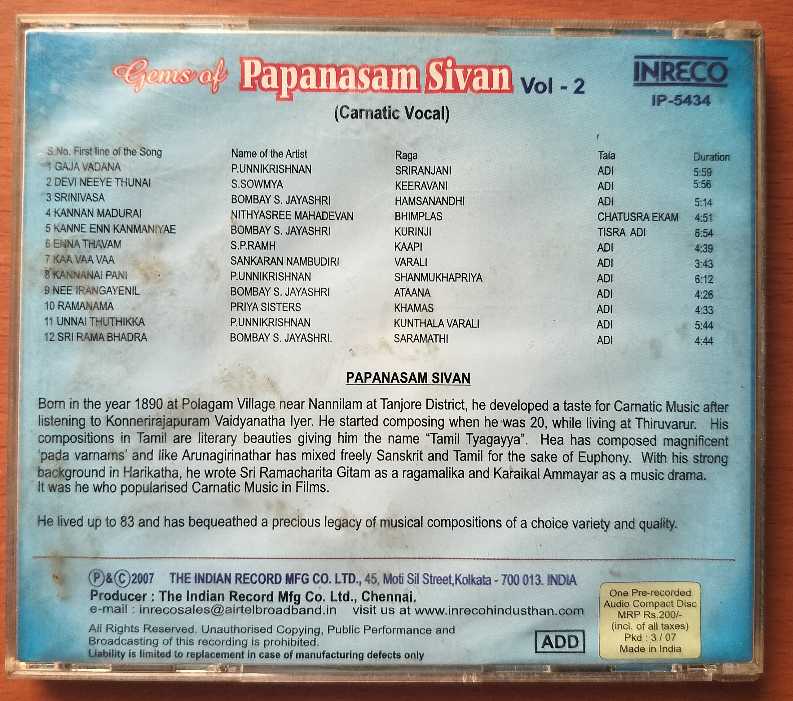 Gems of Papanasam Sivan Vol - 2
INRECO
IP-5434
(Carnatic Vocal)
S.No. First line of the Song Name of the Artist Raga Tala Duration
1 GAJA VADANA P.UNNIKRISHNAN SRIRANJANI ADI 5:59
2 DEVI NEEYE THUNAI S.SOWMYA KEERAVANI ADI 5:56
3 SRINIVASA BOMBAY S. JAYASHRI HAMSANANDHI ADI 5:14
4 KANNAN MADURAI NITHYASREE MAHADEVAN BHIMPLAS CHATUSRA EKAM 4:51
5 KANNE ENN KANMANIYAE BOMBAY S. JAYASHRI KURINJI TISRA ADI 6:54
6 ENNA THAVAM S.P.RAMH KAAPI ADI 4:39
7 KAA VAA VAA SANKARAN NAMBUDIRI VARALI ADI 3:43
8 KANNANAI PANI P.UNNIKRISHNAN SHANMUKHAPRIYA ADI 6:12
9 NEE IRANGAYENIL BOMBAY S. JAYASHRI ATAANA ADI 4:26
10 RAMANAMA PRIYA SISTERS KHAMAS ADI 4:33
11 UNNAI THUTHIKKA P.UNNIKRISHNAN KUNTHALA VARALI ADI 5:44
12 SRI RAMA BHADRA BOMBAY S. JAYASHRI. SARAMATHI ADI 4:44
PAPANASAM SIVAN
Born in the year 1890 at Polagam Village near Nannilam at Tanjore District, he developed a taste for Carnatic Music after
listening to Konnerirajapuram Vaidyanatha Iyer. He started composing when he was 20, while living at Thiruvarur. His
compositions in Tamil are literary beauties giving him the name “Tamil Tyagayya”. Hea has composed magnificent
‘pada varnams’ and like Arunagirinathar has mixed freely Sanskrit and Tamil for the sake of Euphony. With his strong
background in Harikatha, he wrote Sri Ramacharita Gitam as a ragamalika and Karaikal Ammayar as a music drama.
It was he who popularised Carnatic Music in Films.
He lived up to 83 and has bequeathed a precious legacy of musical compositions of a choice variety and quality.
Ⓟ&Ⓒ2007 THE INDIAN RECORD MFG CO. LTD., 45, Moti Sil Street,Kolkata - 700 013. INDIA
Producer : The Indian Record Mfg Co. Ltd., Chennai.
e-mail : inrecosales@airtelbroadband.in visit us at www.inrecohindusthan.com
All Rights Reserved. Unauthorised Copying, Public Performance and
Broadcasting of this recording is prohibited.
Liability is limited to replacement in case of manufacturing defects only
ADD
One Pre-recorded
Audio Compact Disc
MRP Rs.200/-
(incl. of all taxes)
Pkd : 3 / 07
Made in India